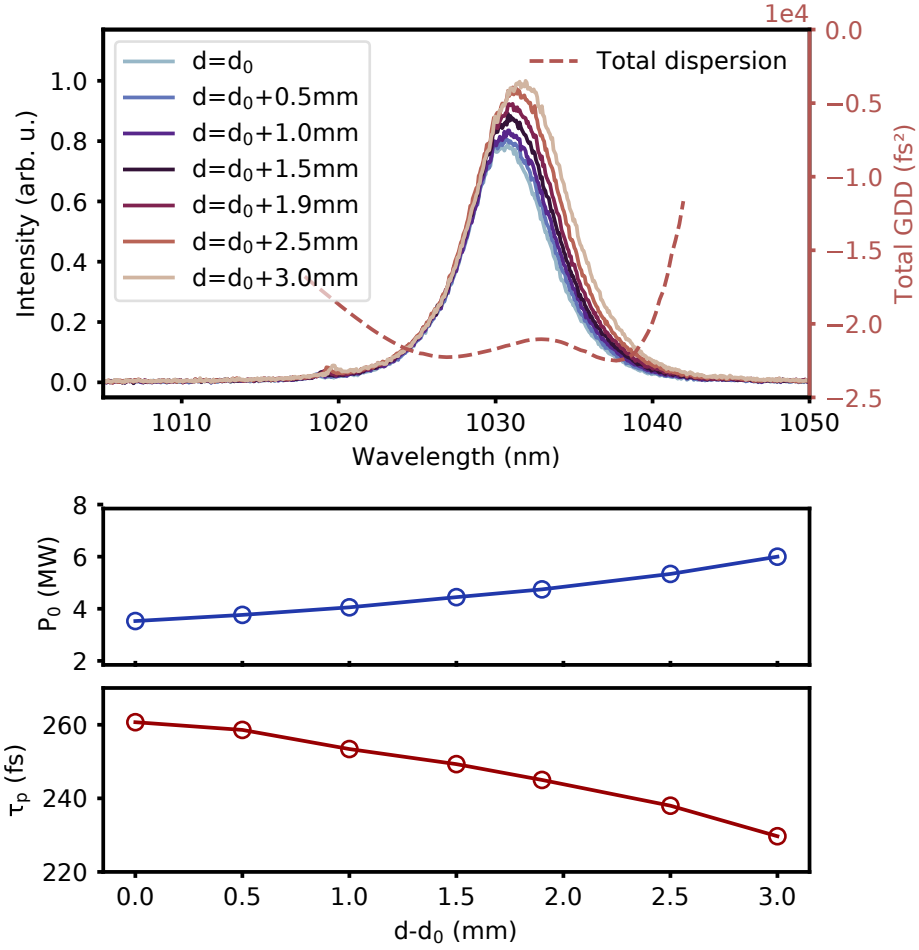 1e4
Intensity (arb. u.)
1.0
0.8
0.6
0.4
0.2
0.0
d=d₀
d=d₀+0.5mm
d=d₀+1.0mm
d=d₀+1.5mm
d=d₀+1.9mm
d=d₀+2.5mm
d=d₀+3.0mm
Total dispersion
0.0
−0.5
−1.0
−1.5
−2.0
−2.5
Total GDD (fs²)
1010 1020 1030 1040 1050
Wavelength (nm)
P₀ (MW)
8
6
4
2
τₚ (fs)
260
240
220
0.0 0.5 1.0 1.5 2.0 2.5 3.0
d-d₀ (mm)